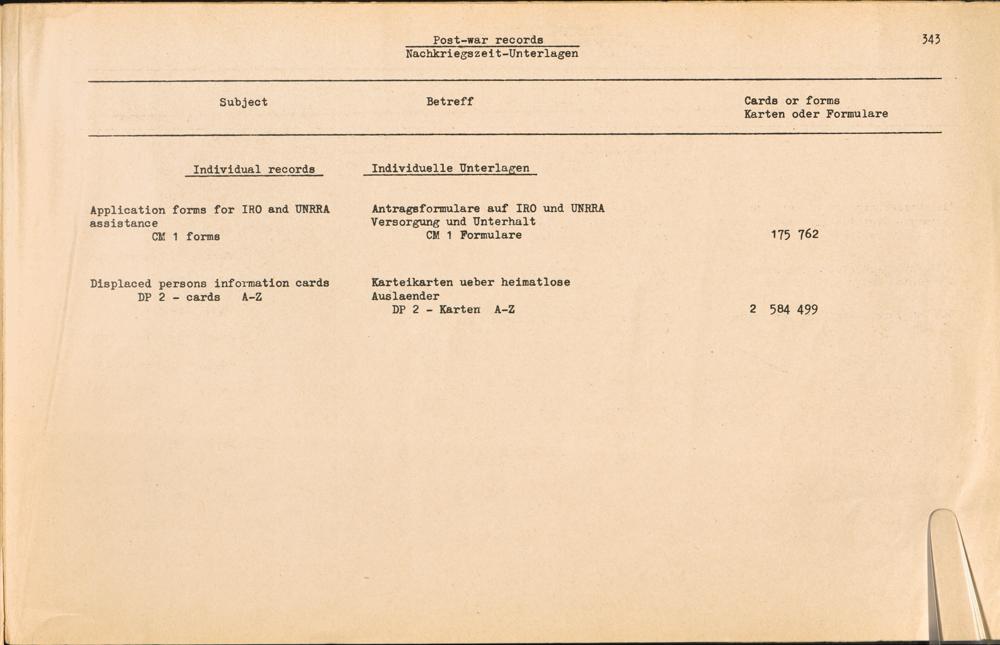 Post-war records
Nachkriegszeit-Unterlagen
343
Subject Betreff Cards or forms
Karten oder Formulare
Individual records Individuelle Unterlagen
Application forms for IRO and UNRRA Antragsformulare auf IRO und UNRRA
assistance Versorgung und Unterhalt
CM 1 forms CM 1 Formulare 175 762
Displaced persons information cards Karteikarten ueber heimatlose
DP 2 - cards A-Z Auslaender
DP 2 - Karten A-Z 2 584 499